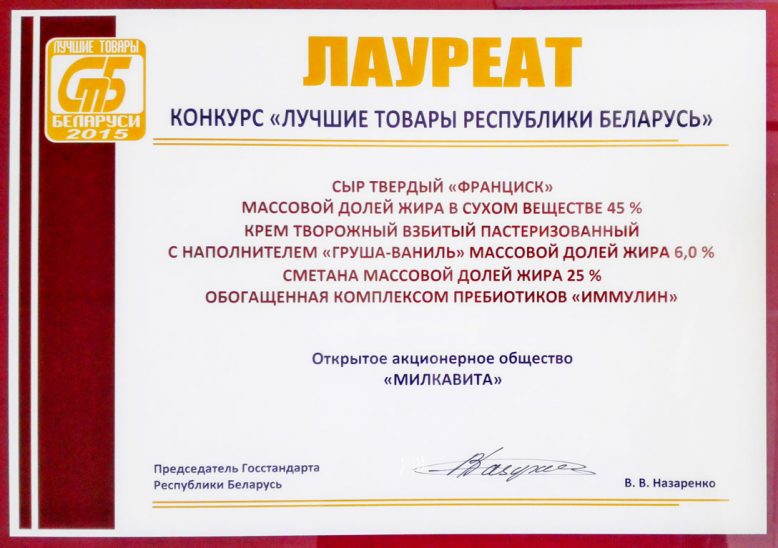 ЛУЧШИЕ ТОВАРЫ
СТБ
БЕЛАРУСИ
2015
ЛАУРЕАТ
КОНКУРС «ЛУЧШИЕ ТОВАРЫ РЕСПУБЛИКИ БЕЛАРУСЬ»
СЫР ТВЕРДЫЙ «ФРАНЦИСК»
МАССОВОЙ ДОЛЕЙ ЖИРА В СУХОМ ВЕЩЕСТВЕ 45 %
КРЕМ ТВОРОЖНЫЙ ВЗБИТЫЙ ПАСТЕРИЗОВАННЫЙ
С НАПОЛНИТЕЛЕМ «ГРУША-ВАНИЛЬ» МАССОВОЙ ДОЛЕЙ ЖИРА 6,0 %
СМЕТАНА МАССОВОЙ ДОЛЕЙ ЖИРА 25 %
ОБОГАЩЕННАЯ КОМПЛЕКСОМ ПРЕБИОТИКОВ «ИММУЛИН»
Открытое акционерное общество
«МИЛКАВИТА»
Председатель Госстандарта
Республики Беларусь
В. В. Назаренко